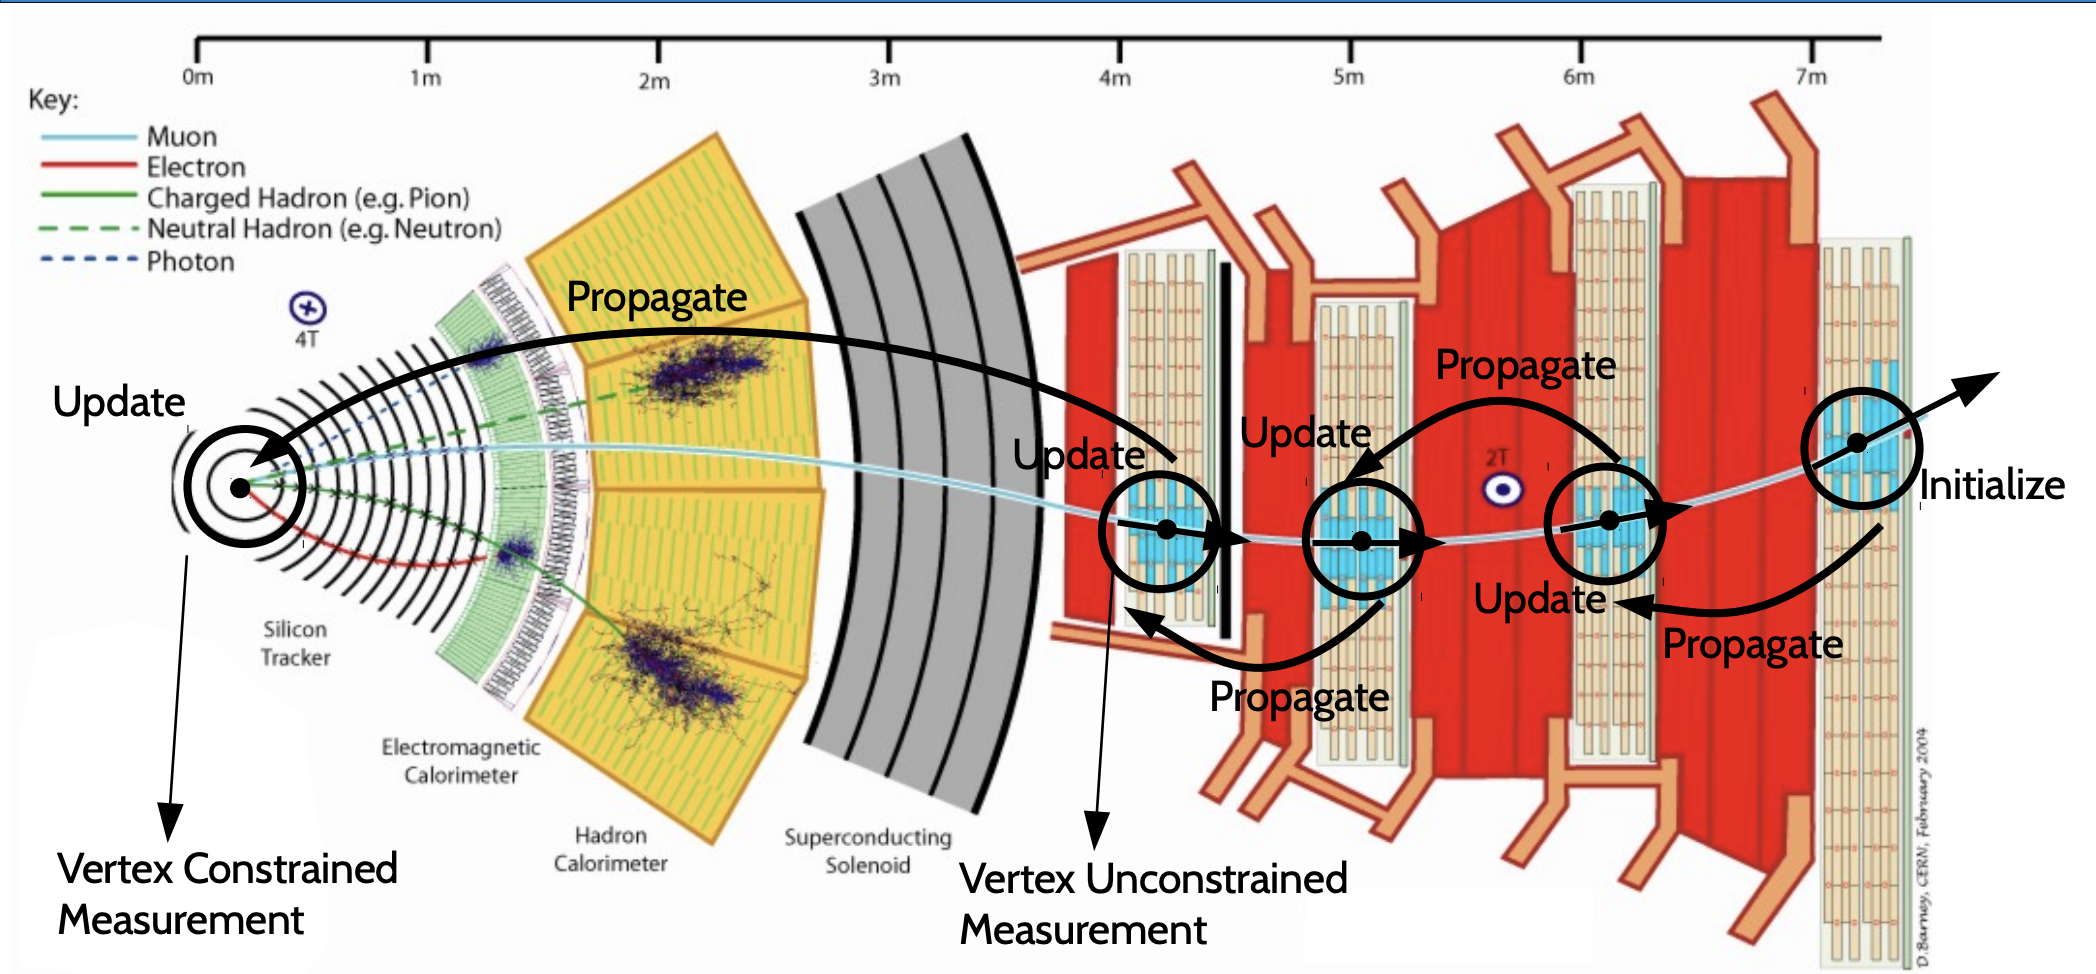 0m 1m 2m 3m 4m 5m 6m 7m
Key:
Muon
Electron
Charged Hadron (e.g. Pion)
Neutral Hadron (e.g. Neutron)
Photon
4T
Propagate
Update
Update
Update
Propagate
2T
Initialize
Update
Propagate
Propagate
Silicon
Tracker
Electromagnetic
Calorimeter
Hadron
Calorimeter
Superconducting
Solenoid
Vertex Constrained
Measurement
Vertex Unconstrained
Measurement
D.Barney, CERN, February 2004